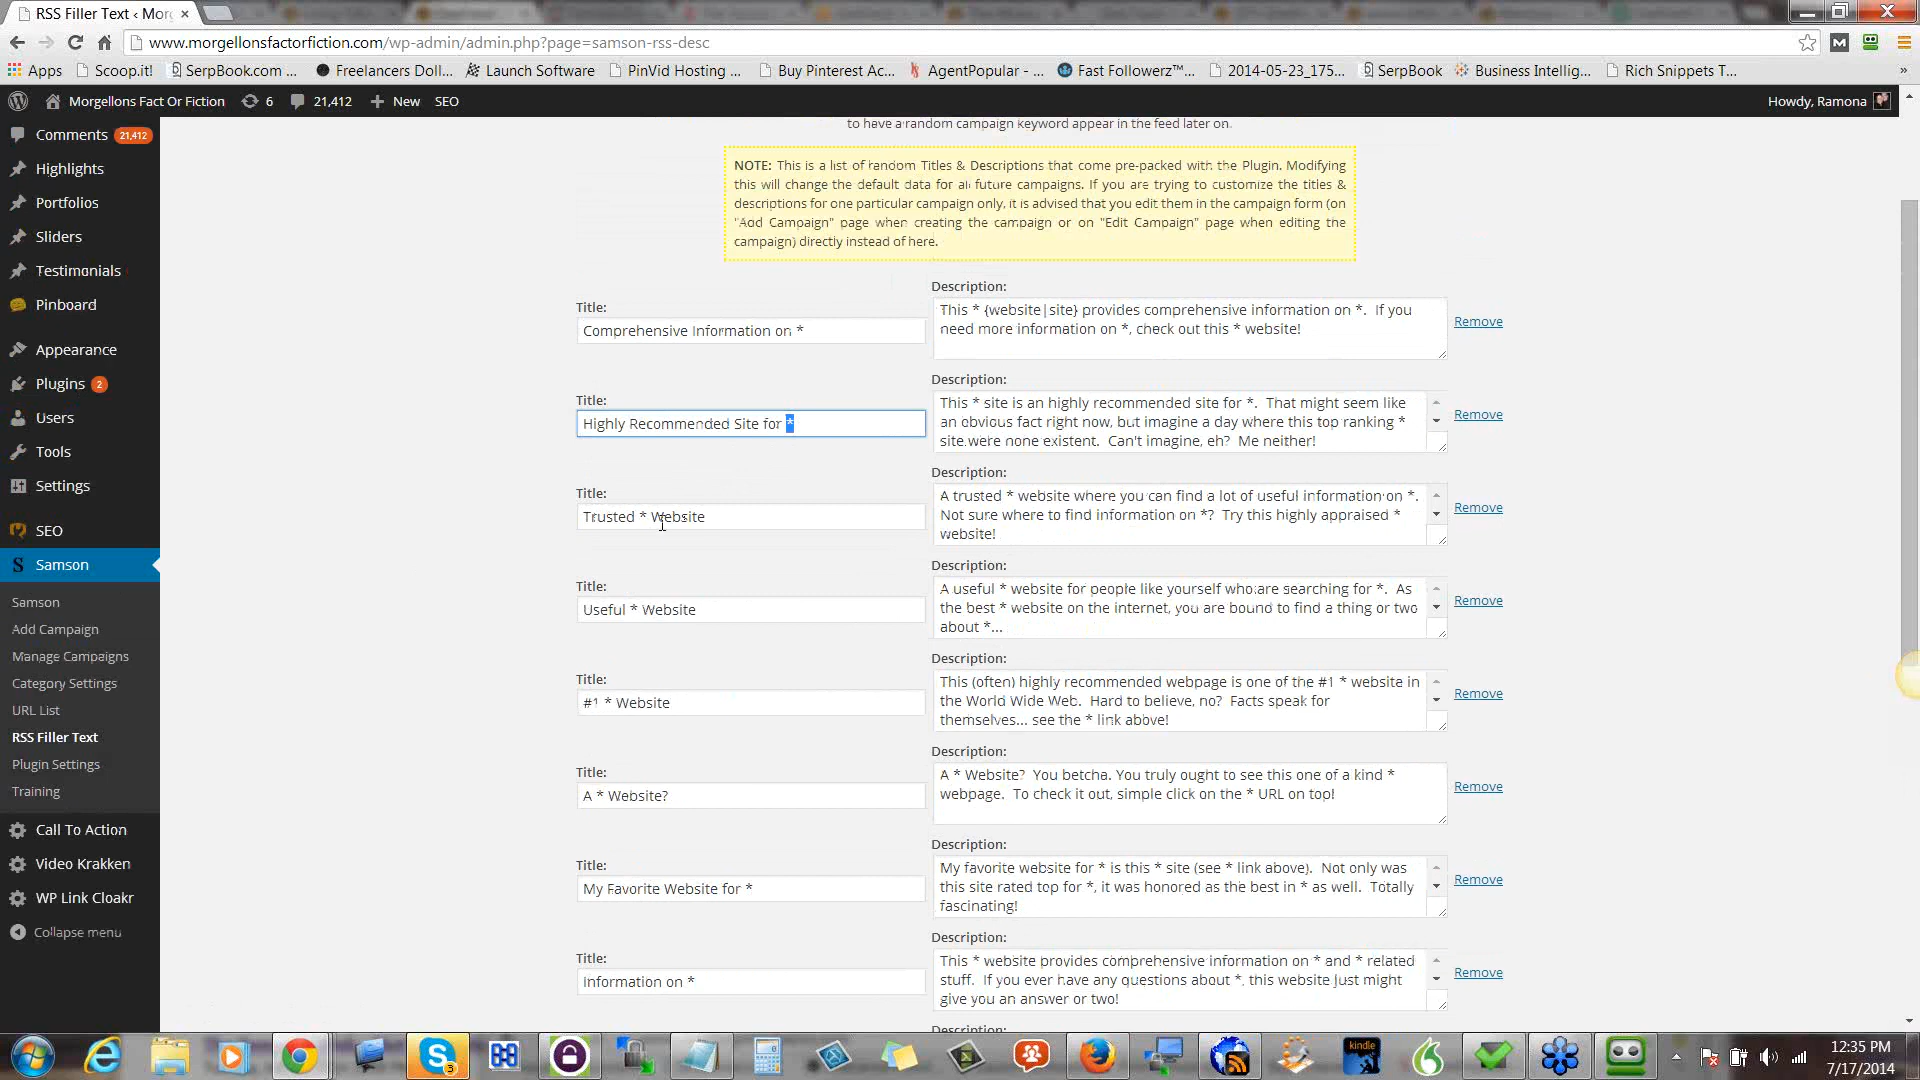 RSS Filler Text ‹ Mor
www.morgellonsfactorfiction.com/wp-admin/admin.php?page=samson-rss-desc
Apps Scoop.it! SerpBook.com ... Freelancers Doll... Launch Software PinVid Hosting ... Buy Pinterest Ac... AgentPopular - ... Fast Followerz™... 2014-05-23_175... SerpBook Business Intellig... Rich Snippets T... »
Morgellons Fact Or Fiction 6 21,412 + New SEO Howdy, Ramona
Comments 21,412
Highlights
Portfolios
Sliders
Testimonials
Pinboard
Appearance
Plugins 2
Users
Tools
Settings
SEO
S Samson
Samson
Add Campaign
Manage Campaigns
Category Settings
URL List
RSS Filler Text
Plugin Settings
Training
Call To Action
Video Krakken
WP Link Cloakr
Collapse menu
to have a random campaign keyword appear in the feed later on.
NOTE: This is a list of random Titles & Descriptions that come pre-packed with the Plugin. Modifying
this will change the default data for all future campaigns. If you are trying to customize the titles &
descriptions for one particular campaign only, it is advised that you edit them in the campaign form (on
"Add Campaign" page when creating the campaign or on "Edit Campaign" page when editing the
campaign) directly instead of here.
Title:
Comprehensive Information on *
Description:
This * {website|site} provides comprehensive information on *. If you
need more information on *, check out this * website!
Remove
Title:
Highly Recommended Site for *
Description:
This * site is an highly recommended site for *. That might seem like
an obvious fact right now, but imagine a day where this top ranking *
site were none existent. Can't imagine, eh? Me neither!
Remove
Title:
Trusted * Website
Description:
A trusted * website where you can find a lot of useful information on *.
Not sure where to find information on *? Try this highly appraised *
website!
Remove
Title:
Useful * Website
Description:
A useful * website for people like yourself who are searching for *. As
the best * website on the internet, you are bound to find a thing or two
about *...
Remove
Title:
#1 * Website
Description:
This (often) highly recommended webpage is one of the #1 * website in
the World Wide Web. Hard to believe, no? Facts speak for
themselves... see the * link above!
Remove
Title:
A * Website?
Description:
A * Website? You betcha. You truly ought to see this one of a kind *
webpage. To check it out, simple click on the * URL on top!
Remove
Title:
My Favorite Website for *
Description:
My favorite website for * is this * site (see * link above). Not only was
this site rated top for *, it was honored as the best in * as well. Totally
fascinating!
Remove
Title:
Information on *
Description:
This * website provides comprehensive information on * and * related
stuff. If you ever have any questions about *, this website just might
give you an answer or two!
Remove
Description:
3
kindle
12:35 PM
7/17/2014